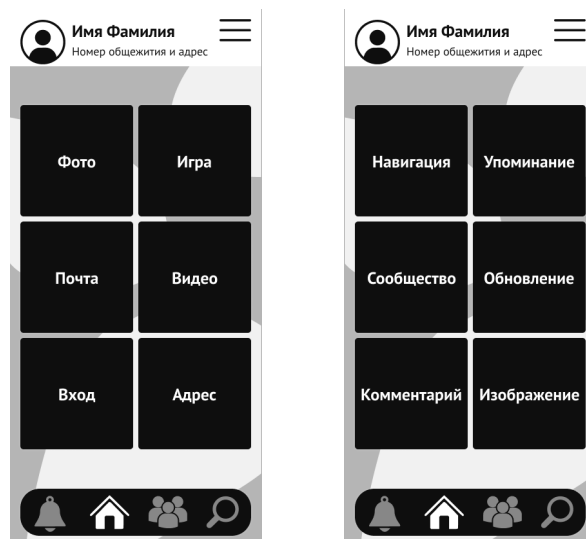 Имя Фамилия
Номер общежития и адрес
Фото
Игра
Почта
Видео
Вход
Адрес
Имя Фамилия
Номер общежития и адрес
Навигация
Упоминание
Сообщество
Обновление
Комментарий
Изображение